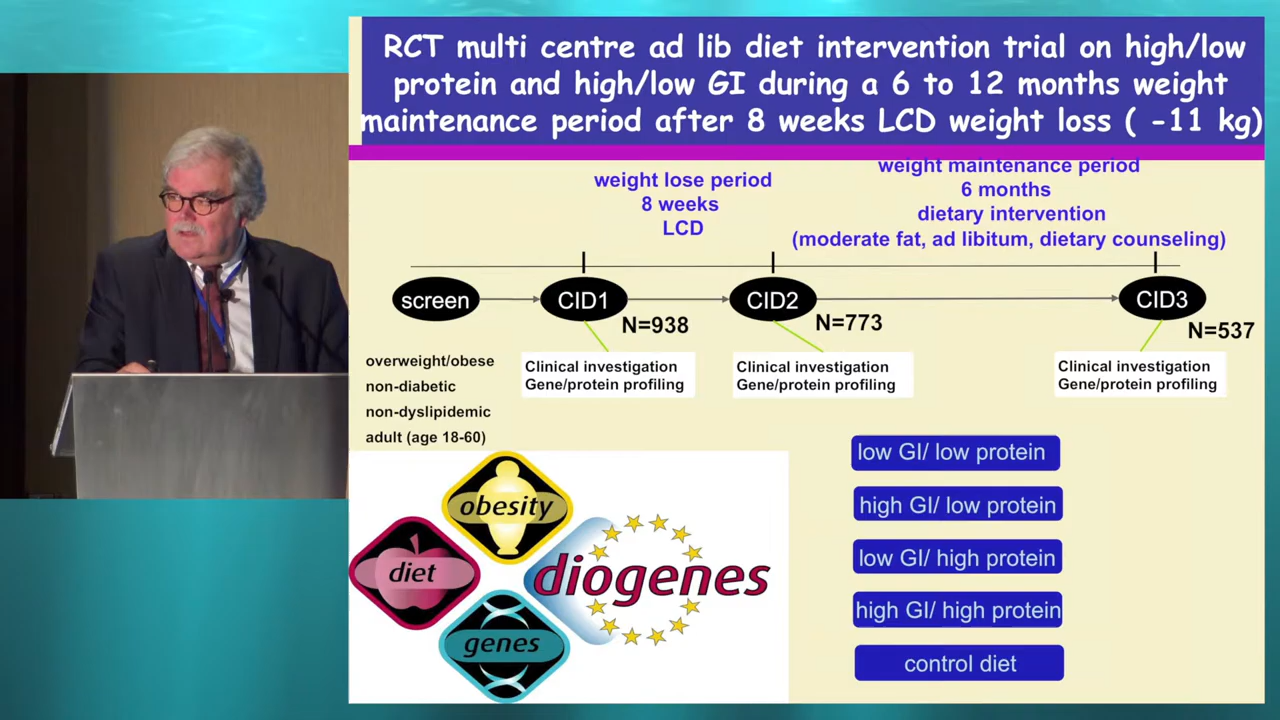 RCT multi centre ad lib diet intervention trial on high/low
protein and high/low GI during a 6 to 12 months weight
maintenance period after 8 weeks LCD weight loss ( -11 kg)
weight lose period
8 weeks
LCD
weight maintenance period
6 months
dietary intervention
(moderate fat, ad libitum, dietary counseling)
screen
CID1
CID2
CID3
N=938
N=773
N=537
overweight/obese
non-diabetic
non-dyslipidemic
adult (age 18-60)
Clinical investigation
Gene/protein profiling
Clinical investigation
Gene/protein profiling
Clinical investigation
Gene/protein profiling
obesity
diet
genes
diogenes
low GI/ low protein
high GI/ low protein
low GI/ high protein
high GI/ high protein
control diet